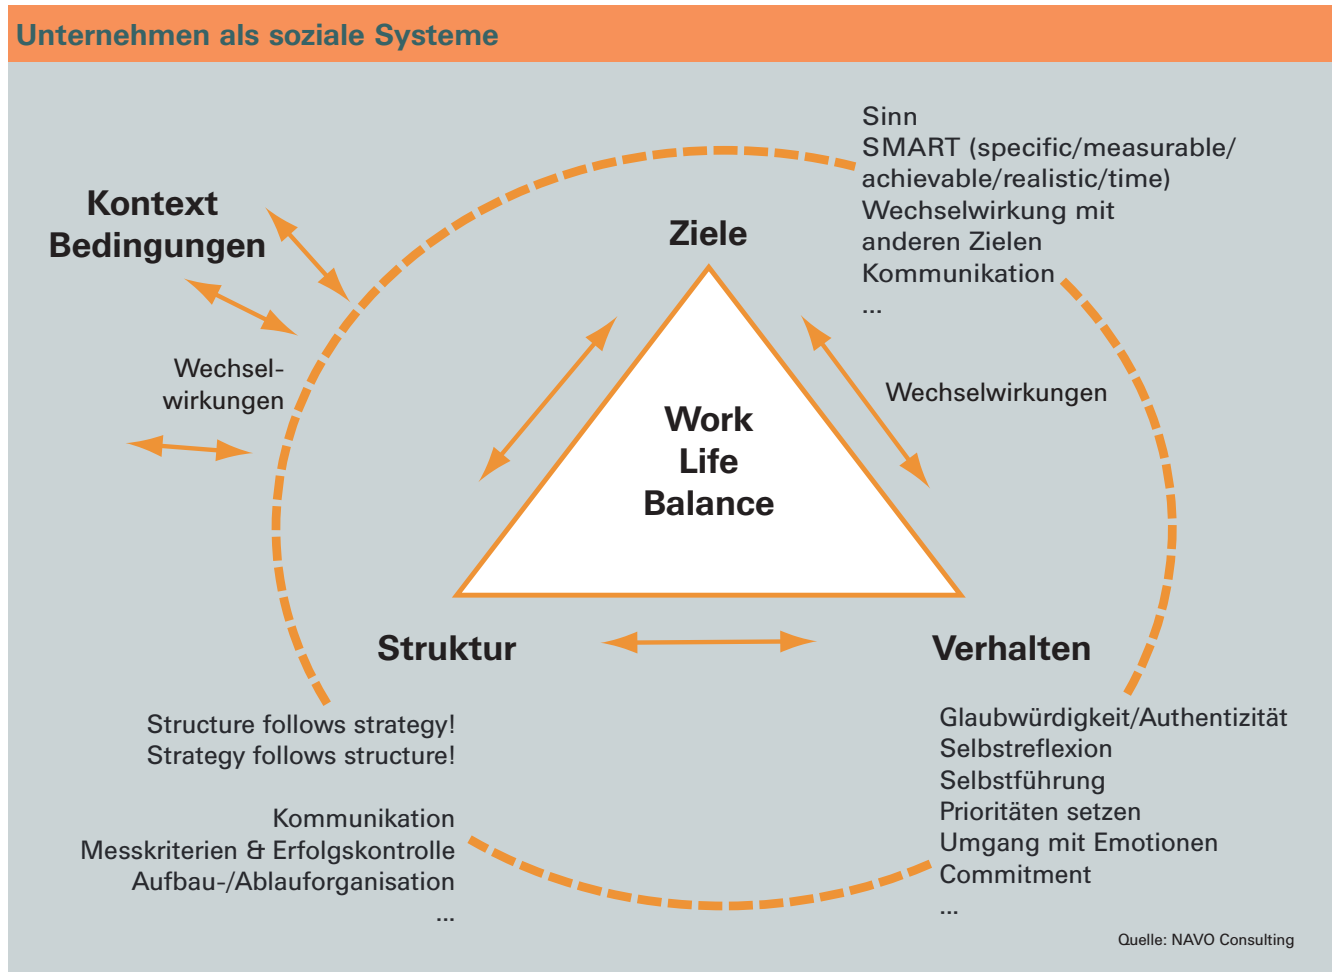 Unternehmen als soziale Systeme
Sinn
SMART (specific/measurable/
achievable/realistic/time)
Wechselwirkung mit
anderen Zielen
Kommunikation
...
Kontext
Bedingungen
Ziele
Wechsel-
wirkungen
Wechselwirkungen
Work
Life
Balance
Struktur
Verhalten
Structure follows strategy!
Strategy follows structure!
Kommunikation
Messkriterien & Erfolgskontrolle
Aufbau-/Ablauforganisation
...
Glaubwürdigkeit/Authentizität
Selbstreflexion
Selbstführung
Prioritäten setzen
Umgang mit Emotionen
Commitment
...
Quelle: NAVO Consulting